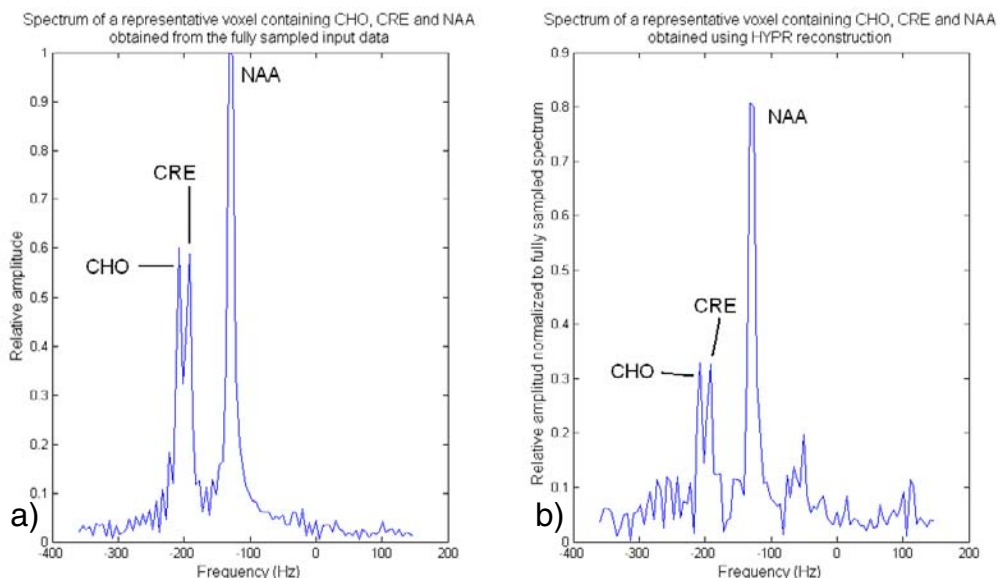 Spectrum of a representative voxel containing CHO, CRE and NAA
obtained from the fully sampled input data
1
0.9
0.8
0.7
0.6
0.5
0.4
0.3
0.2
0.1
0
Relative amplitude
NAA
CRE
CHO
a)
-400
-300
-200
-100
0
100
200
Frequency (Hz)
Spectrum of a representative voxel containing CHO, CRE and NAA
obtained using HYPR reconstruction
0.9
0.8
0.7
0.6
0.5
0.4
0.3
0.2
0.1
0
Relative amplitud normalized to fully sampled spectrum
NAA
CRE
CHO
b)
-400
-300
-200
-100
0
100
200
Frequency (Hz)